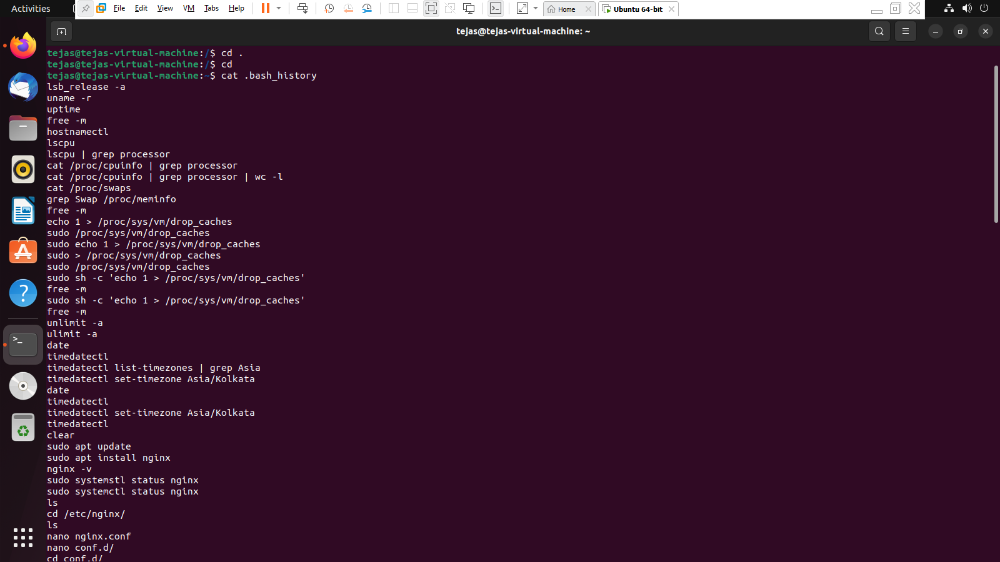 Activities
File Edit View VM Tabs Help
Home
Ubuntu 64-bit
tejas@tejas-virtual-machine: ~
tejas@tejas-virtual-machine:/$ cd .
tejas@tejas-virtual-machine:/$ cd
tejas@tejas-virtual-machine:~$ cat .bash_history
lsb_release -a
uname -r
uptime
free -m
hostnamectl
lscpu
lscpu | grep processor
cat /proc/cpuinfo | grep processor
cat /proc/cpuinfo | grep processor | wc -l
cat /proc/swaps
grep Swap /proc/meminfo
free -m
echo 1 > /proc/sys/vm/drop_caches
sudo /proc/sys/vm/drop_caches
sudo echo 1 > /proc/sys/vm/drop_caches
sudo > /proc/sys/vm/drop_caches
sudo /proc/sys/vm/drop_caches
sudo sh -c 'echo 1 > /proc/sys/vm/drop_caches'
free -m
sudo sh -c 'echo 1 > /proc/sys/vm/drop_caches'
free -m
unlimit -a
ulimit -a
date
timedatectl
timedatectl list-timezones | grep Asia
timedatectl set-timezone Asia/Kolkata
date
timedatectl
timedatectl set-timezone Asia/Kolkata
timedatectl
clear
sudo apt update
sudo apt install nginx
nginx -v
sudo systemstl status nginx
sudo systemctl status nginx
ls
cd /etc/nginx/
ls
nano nginx.conf
nano conf.d/
cd conf.d/